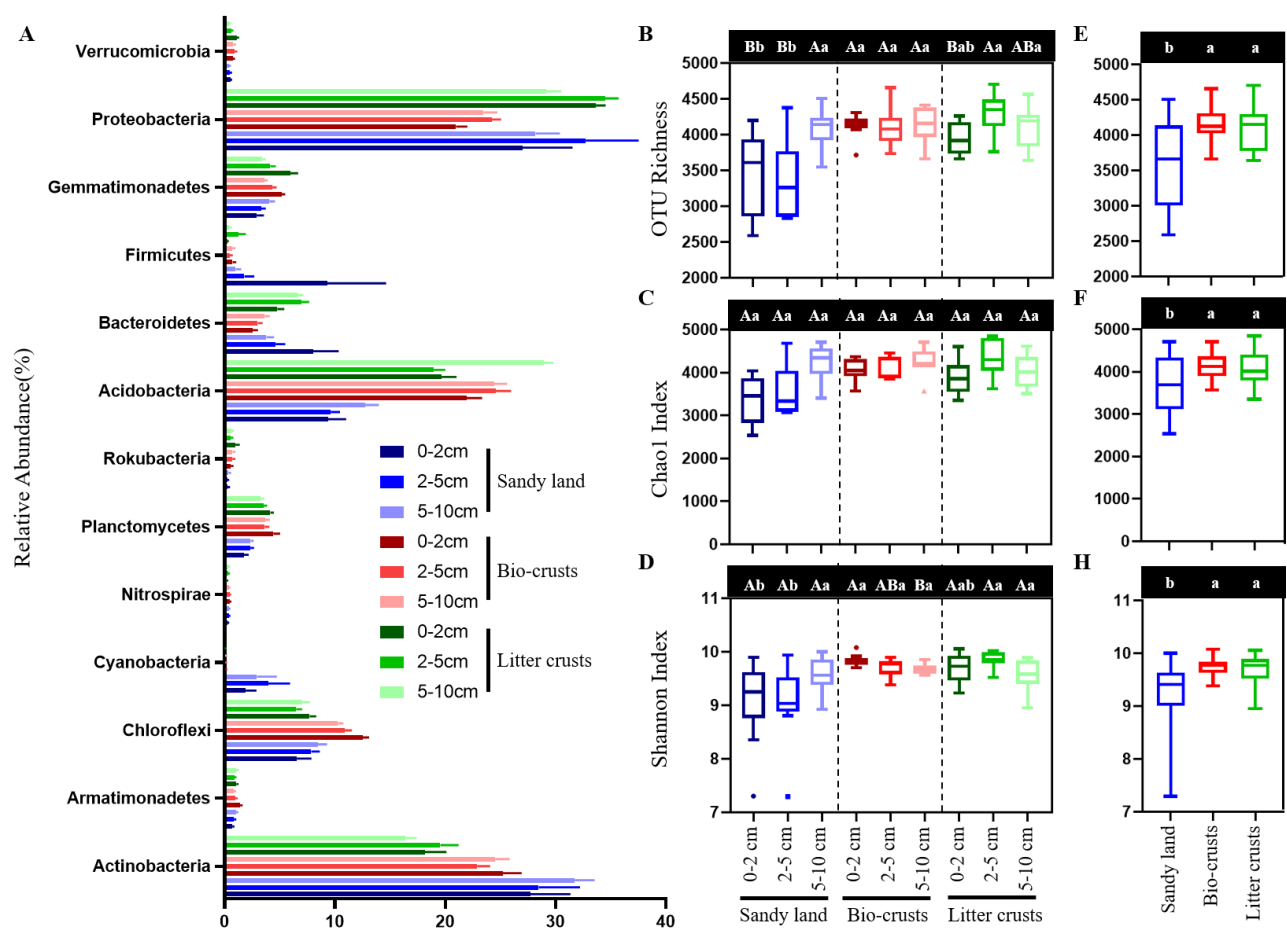 A
Relative Abundance(%)
Verrucomicrobia
Proteobacteria
Gemmatimonadetes
Firmicutes
Bacteroidetes
Acidobacteria
Rokubacteria
Planctomycetes
Nitrospirae
Cyanobacteria
Chloroflexi
Armatimonadetes
Actinobacteria
0 10 20 30 40
0-2cm
2-5cm
5-10cm
Sandy land
0-2cm
2-5cm
5-10cm
Bio-crusts
0-2cm
2-5cm
5-10cm
Litter crusts
B
Bb Bb Aa Aa Aa Aa Bab Aa ABa
OTU Richness
5000
4500
4000
3500
3000
2500
2000
C
Aa Aa Aa Aa Aa Aa Aa Aa Aa
Chao1 Index
5000
4000
3000
2000
1000
0
D
Ab Ab Aa Aa ABa Ba Aab Aa Aa
Shannon Index
11
10
9
8
7
0-2 cm
2-5 cm
5-10 cm
0-2 cm
2-5 cm
5-10 cm
0-2 cm
2-5 cm
5-10 cm
Sandy land
Bio-crusts
Litter crusts
E
b a a
5000
4500
4000
3500
3000
2500
2000
F
b a a
5000
4000
3000
2000
1000
0
H
b a a
11
10
9
8
7
Sandy land
Bio-crusts
Litter crusts